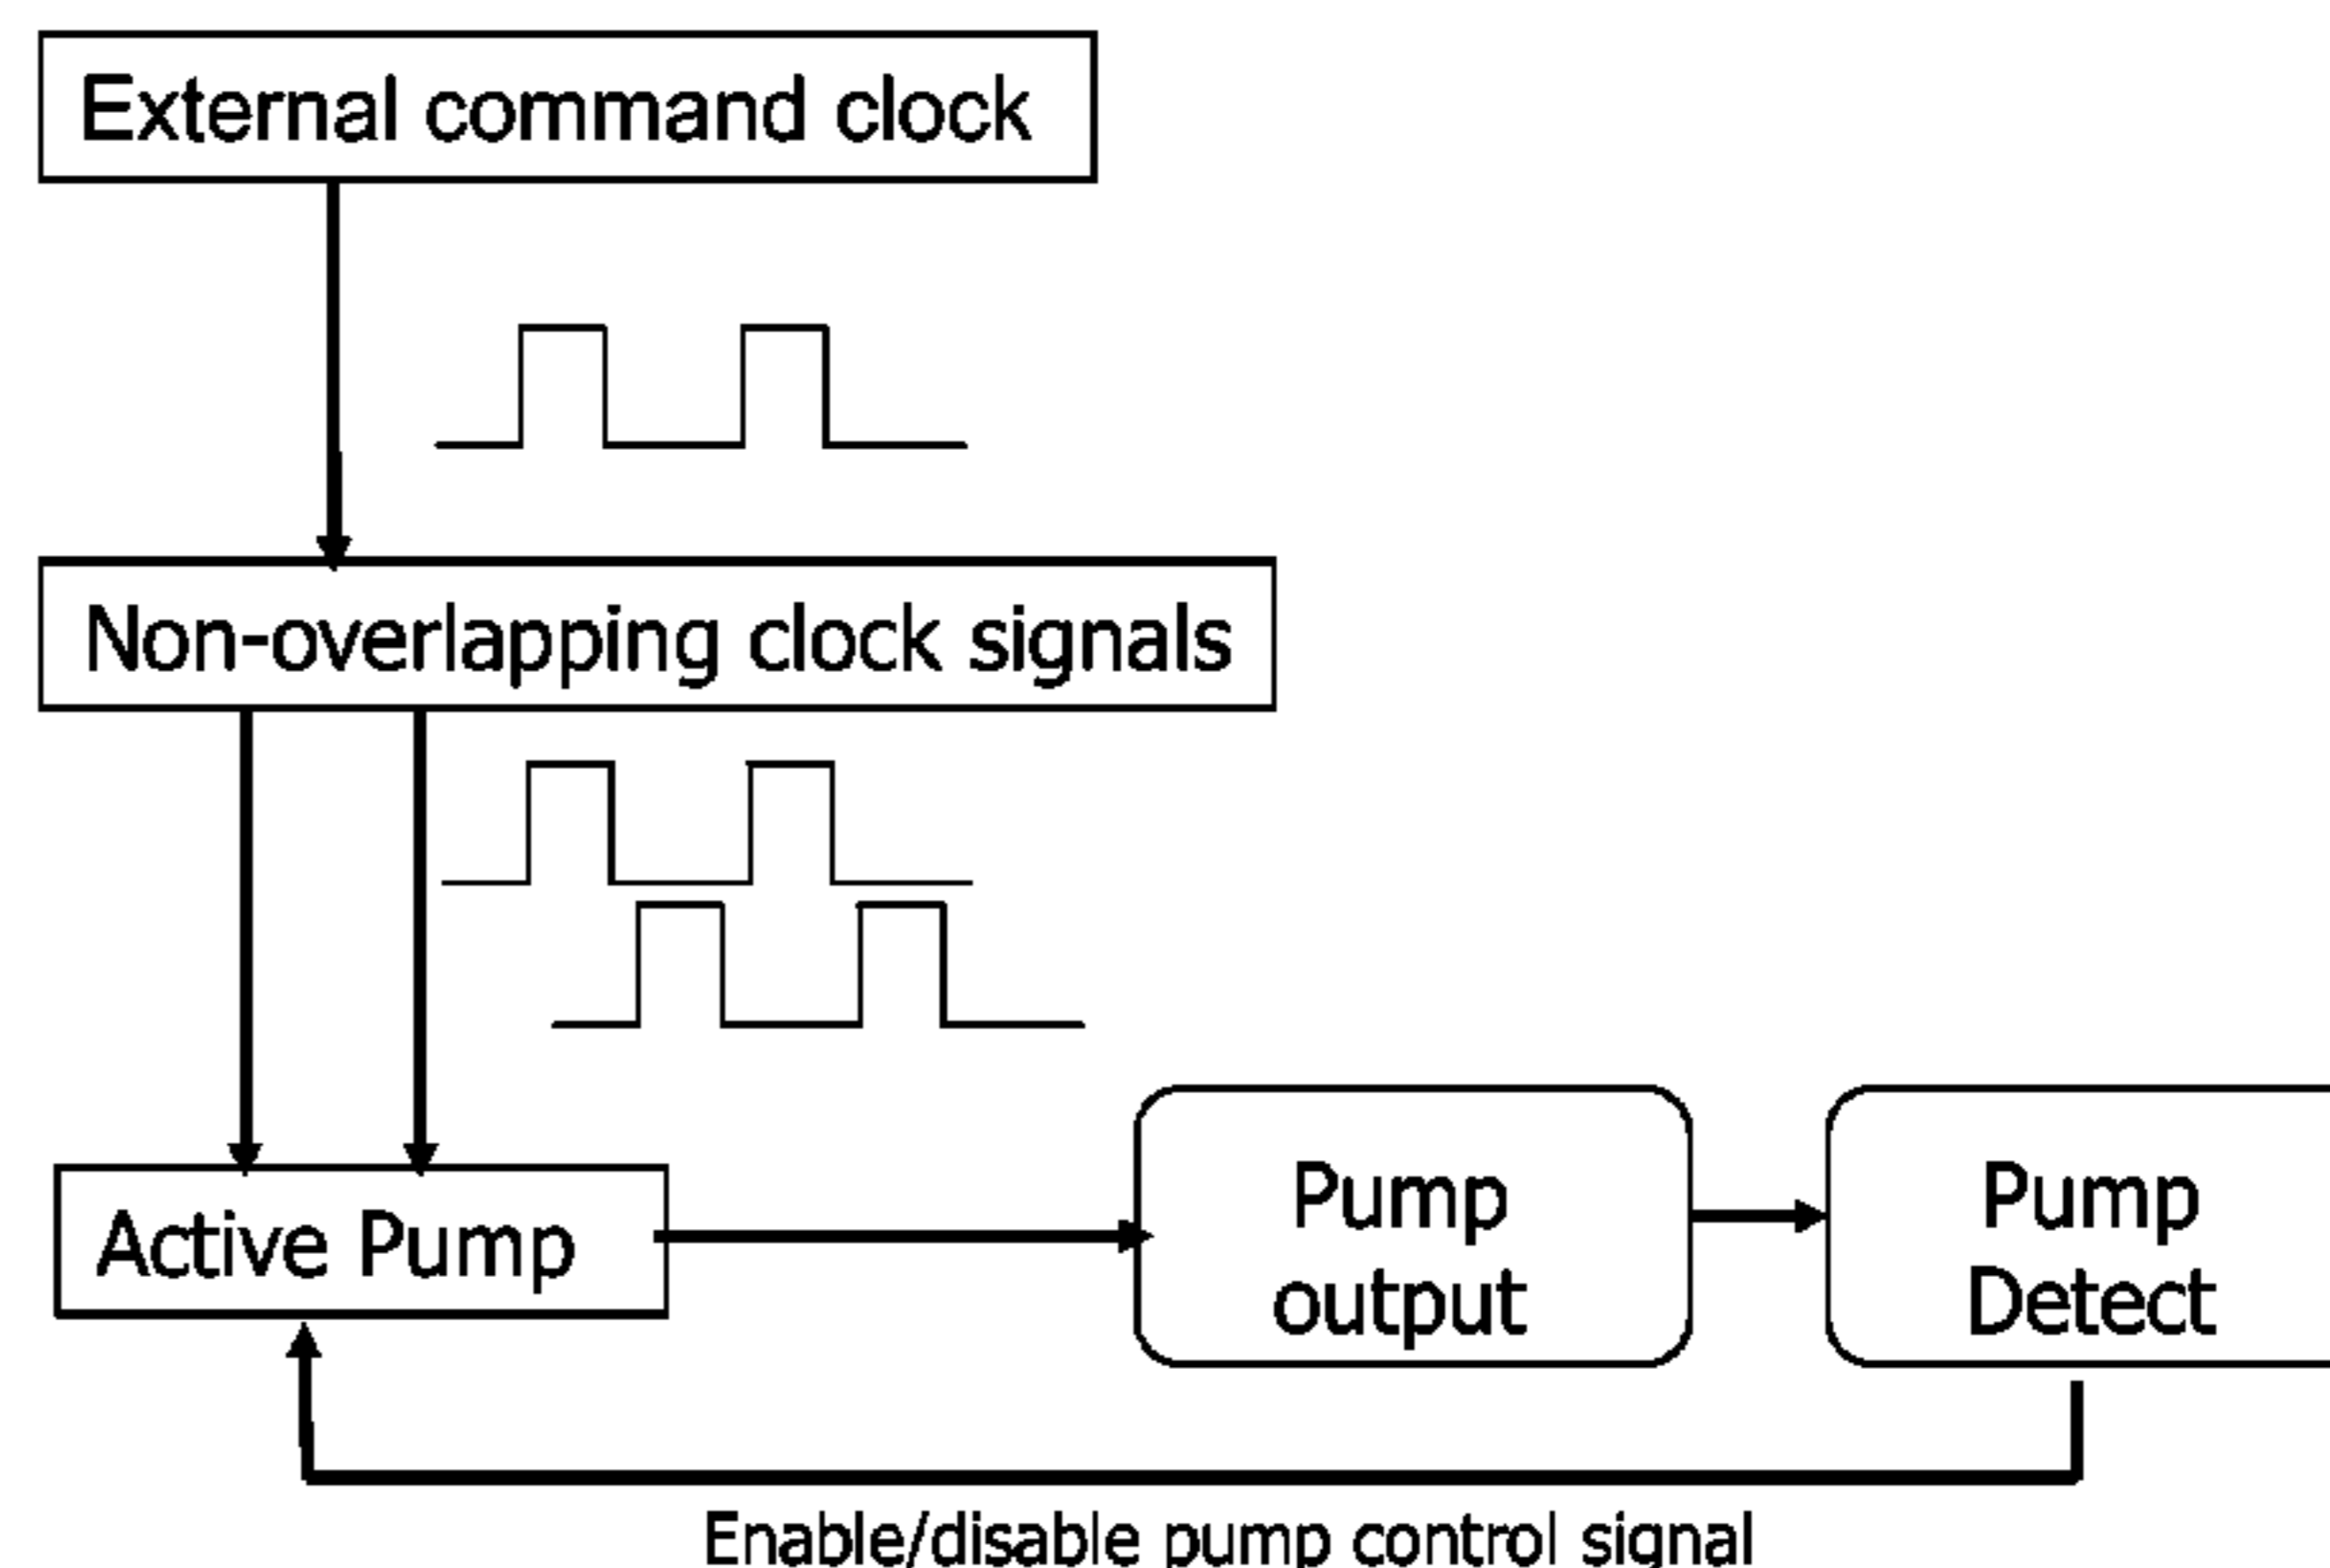 External command clock
Non-overlapping clock signals
Active Pump
Pump
output
Pump
Detect
Enable/disable pump control signal